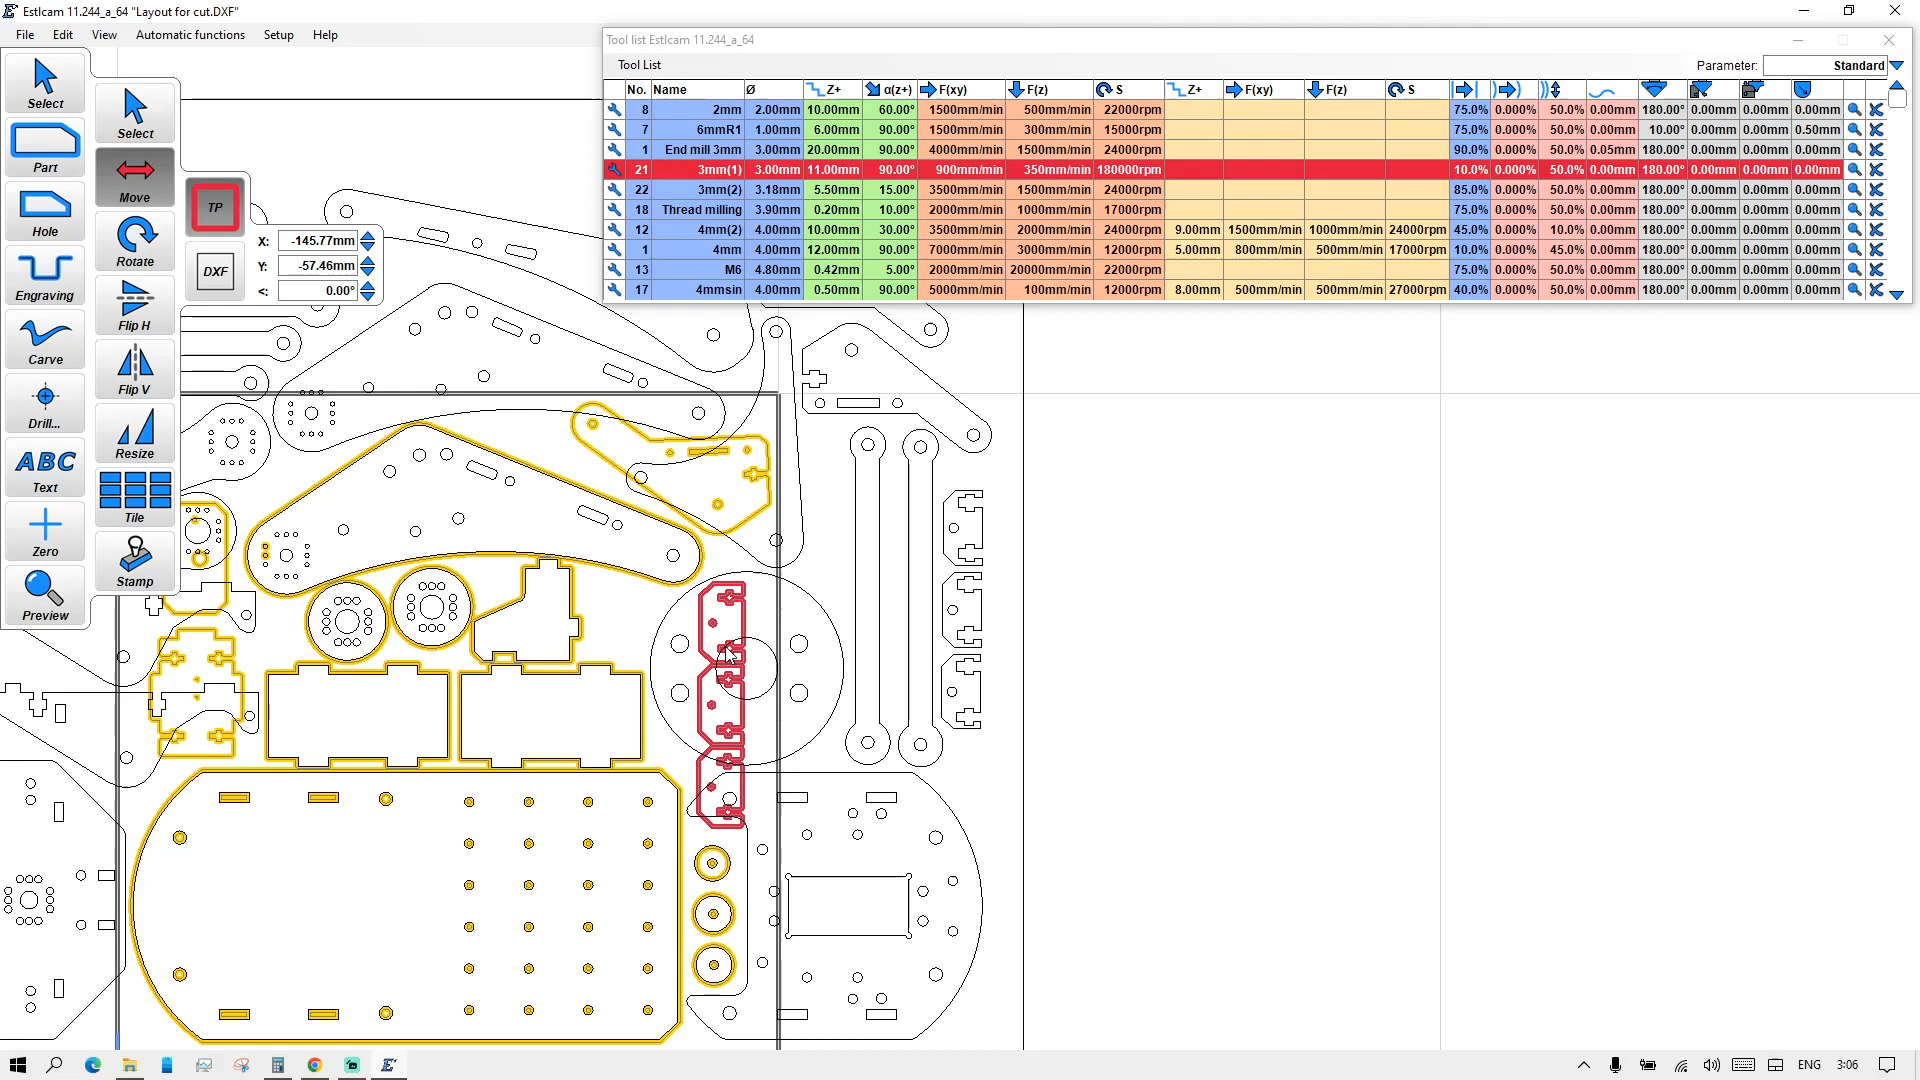 Estlcam 11.244_a_64 "Layout for cut.DXF"
File Edit View Automatic functions Setup Help
Tool list Estlcam 11.244_a_64
Tool List
Parameter: Standard
No. Name Ø Z+ α(z+) F(xy) F(z) S Z+ F(xy) F(z) S
8 2mm 2.00mm 10.00mm 60.00° 1500mm/min 500mm/min 22000rpm 75.0% 0.000% 50.0% 0.00mm 180.00° 0.00mm 0.00mm 0.00mm
7 6mmR1 1.00mm 6.00mm 90.00° 1500mm/min 300mm/min 15000rpm 75.0% 0.000% 50.0% 0.00mm 10.00° 0.00mm 0.00mm 0.50mm
1 End mill 3mm 3.00mm 20.00mm 90.00° 4000mm/min 1500mm/min 24000rpm 90.0% 0.000% 50.0% 0.05mm 180.00° 0.00mm 0.00mm 0.00mm
21 3mm(1) 3.00mm 11.00mm 90.00° 900mm/min 350mm/min 180000rpm 10.0% 0.000% 50.0% 0.00mm 180.00° 0.00mm 0.00mm 0.00mm
22 3mm(2) 3.18mm 5.50mm 15.00° 3500mm/min 1500mm/min 24000rpm 85.0% 0.000% 50.0% 0.00mm 180.00° 0.00mm 0.00mm 0.00mm
18 Thread milling 3.90mm 0.20mm 10.00° 2000mm/min 1000mm/min 17000rpm 75.0% 0.000% 50.0% 0.00mm 180.00° 0.00mm 0.00mm 0.00mm
12 4mm(2) 4.00mm 10.00mm 30.00° 3500mm/min 2000mm/min 24000rpm 9.00mm 1500mm/min 1000mm/min 24000rpm 45.0% 0.000% 10.0% 0.00mm 180.00° 0.00mm 0.00mm 0.00mm
1 4mm 4.00mm 12.00mm 90.00° 7000mm/min 3000mm/min 12000rpm 5.00mm 800mm/min 500mm/min 17000rpm 10.0% 0.000% 45.0% 0.00mm 180.00° 0.00mm 0.00mm 0.00mm
13 M6 4.80mm 0.42mm 5.00° 2000mm/min 20000mm/min 22000rpm 75.0% 0.000% 50.0% 0.00mm 180.00° 0.00mm 0.00mm 0.00mm
17 4mmsin 4.00mm 0.50mm 90.00° 5000mm/min 100mm/min 12000rpm 8.00mm 500mm/min 500mm/min 27000rpm 40.0% 0.000% 50.0% 0.00mm 180.00° 0.00mm 0.00mm 0.00mm
Select
Part
Hole
Engraving
Carve
Drill...
ABC
Text
Zero
Preview
Select
Move
Rotate
Flip H
Flip V
Resize
Tile
Stamp
TP
DXF
X: -145.77mm
Y: -57.46mm
<: 0.00°
ENG 3:06